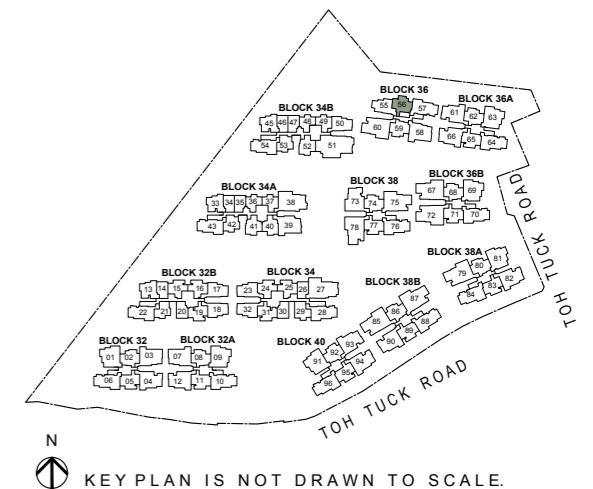 BLOCK 36
55 56 57
60 59 58
BLOCK 36A
61 62 63
66 65 64
BLOCK 34B
45 46 47 48 49 50
54 53 52 51
BLOCK 34A
33 34 35 36 37 38
43 42 41 40 39
BLOCK 38
73 74 75
78 77 76
BLOCK 36B
67 68 69
72 71 70
BLOCK 38A
79 80 81
84 83 82
BLOCK 32B
13 14 15 16 17
22 21 20 19 18
BLOCK 34
23 24 25 26 27
32 31 30 29 28
BLOCK 38B
85 86 87
90 89 88
BLOCK 32
01 02 03
06 05 04
BLOCK 32A
07 08 09
12 11 10
BLOCK 40
91 92 93
96 95 94
TOH TUCK ROAD
TOH TUCK ROAD
N
KEY PLAN IS NOT DRAWN TO SCALE.